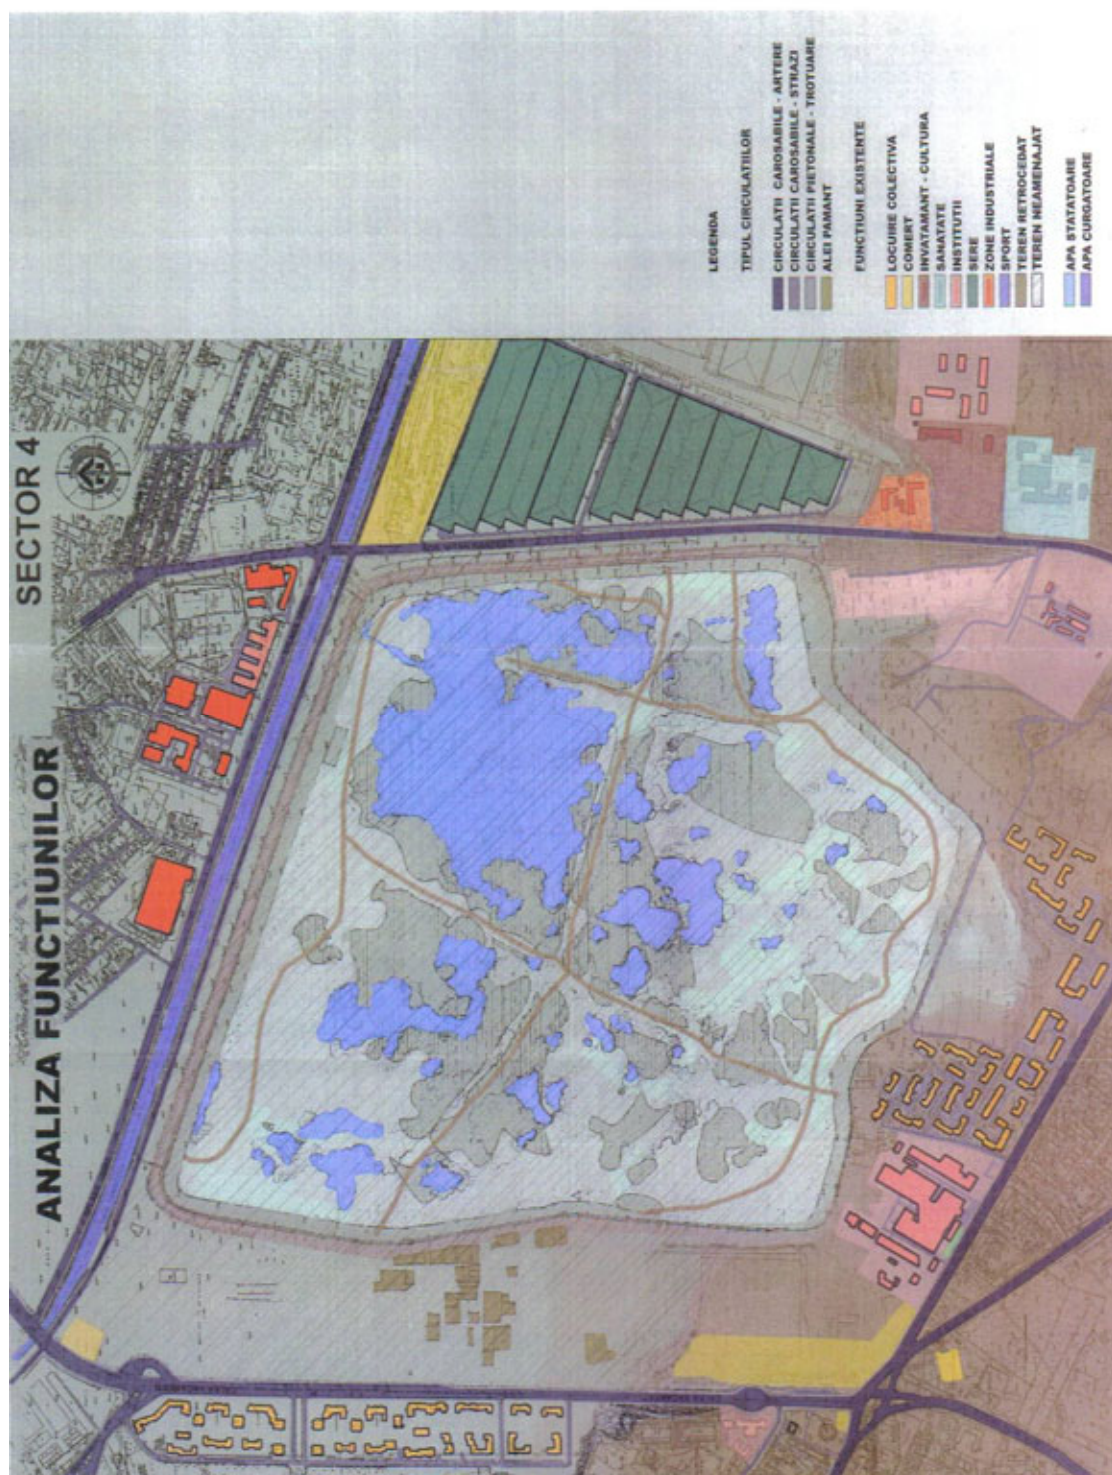 SECTOR 4
ANALIZA FUNCTIUNILOR
LEGENDA
TIPUL CIRCULATIILOR
CIRCULATII CAROSABILE - ARTERE
CIRCULATII CAROSABILE - STRAZI
CIRCULATII PIETONALE - TROTUARE
ALEI PAMANT
FUNCTIUNI EXISTENTE
LOCUIRE COLECTIVA
COMERT
INVATAMANT - CULTURA
SANATATE
INSTITUTII
SERE
ZONE INDUSTRIALE
SPORT
TEREN RETROCEDAT
TEREN NEAMENAJAT
APA STATATOARE
APA CURGATOARE